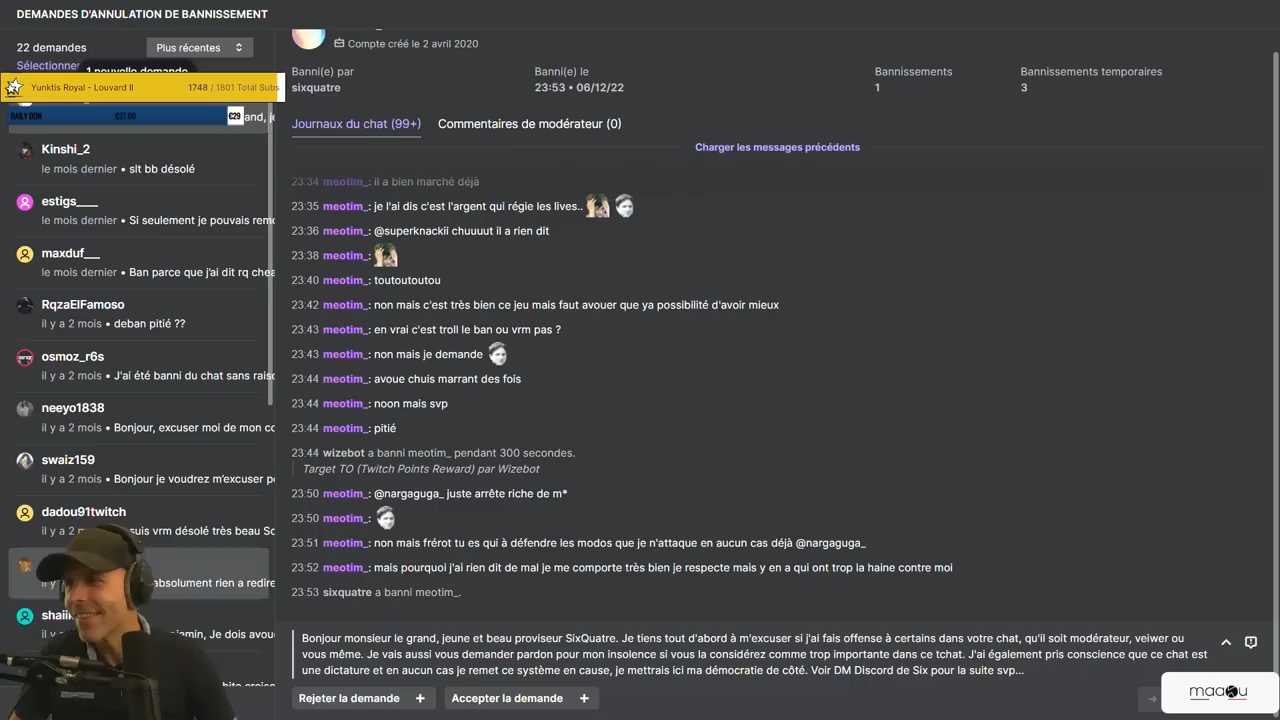 DEMANDES D'ANNULATION DE BANNISSEMENT
22 demandes
Plus récentes
Sélectionner
1 nouvelle demande
Yunktis Royal - Louvard II
1748 / 1801 Total Subs
DAILY DON
€27.00
€29
and, je
Kinshi_2
le mois dernier • slt bb désolé
estigs____
le mois dernier • Si seulement je pouvais remo
maxduf___
le mois dernier • Ban parce que j'ai dit rq chea
RqzaElFamoso
il y a 2 mois • deban pitié ??
osmoz_r6s
il y a 2 mois • J'ai été banni du chat sans raiso
neeyo1838
il y a 2 mois • Bonjour, excuser moi de mon co
swaiz159
il y a 2 mois • Bonjour je voudrez m'excuser po
dadou91twitch
il y a 2 suis vrm désolé très beau Sc
il y absolument rien a redire
shaii
amin, Je dois avou
Compte créé le 2 avril 2020
Banni(e) par
sixquatre
Banni(e) le
23:53 • 06/12/22
Bannissements
1
Bannissements temporaires
3
Journaux du chat (99+)
Commentaires de modérateur (0)
Charger les messages précédents
23:34 meotim_: il a bien marché déjà
23:35 meotim_: je l'ai dis c'est l'argent qui régie les lives..
23:36 meotim_: @superknackii chuuuut il a rien dit
23:38 meotim_:
23:40 meotim_: toutoutoutou
23:42 meotim_: non mais c'est très bien ce jeu mais faut avouer que ya possibilité d'avoir mieux
23:43 meotim_: en vrai c'est troll le ban ou vrm pas ?
23:43 meotim_: non mais je demande
23:44 meotim_: avoue chuis marrant des fois
23:44 meotim_: noon mais svp
23:44 meotim_: pitié
23:44 wizebot a banni meotim_ pendant 300 secondes.
Target TO (Twitch Points Reward) par Wizebot
23:50 meotim_: @nargaguga_ juste arrête riche de m*
23:50 meotim_:
23:51 meotim_: non mais frérot tu es qui à défendre les modos que je n'attaque en aucun cas déjà @nargaguga_
23:52 meotim_: mais pourquoi j'ai rien dit de mal je me comporte très bien je respecte mais y en a qui ont trop la haine contre moi
23:53 sixquatre a banni meotim_.
Bonjour monsieur le grand, jeune et beau proviseur SixQuatre. Je tiens tout d'abord à m'excuser si j'ai fais offense à certains dans votre chat, qu'il soit modérateur, veiwer ou
vous même. Je vais aussi vous demander pardon pour mon insolence si vous la considérez comme trop importante dans ce tchat. J'ai également pris conscience que ce chat est
une dictature et en aucun cas je remet ce système en cause, je mettrais ici ma démocratie de côté. Voir DM Discord de Six pour la suite svp...
Rejeter la demande +
Accepter la demande +
maaou